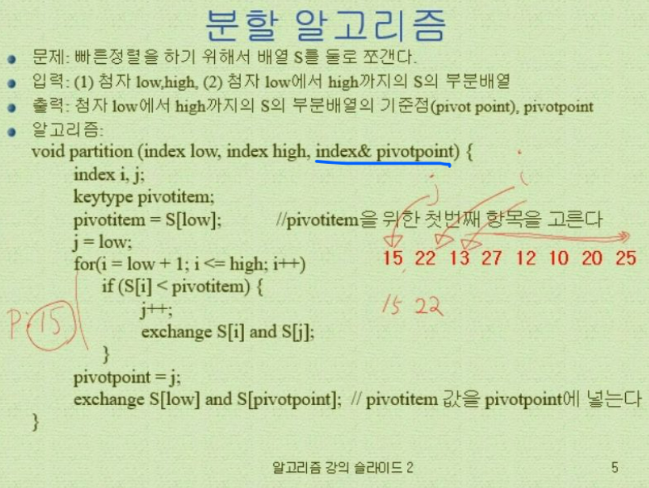 분할 알고리즘
문제: 빠른정렬을 하기 위해서 배열 S를 둘로 쪼갠다.
입력: (1) 첨자 low,high, (2) 첨자 low에서 high까지의 S의 부분배열
출력: 첨자 low에서 high까지의 S의 부분배열의 기준점(pivot point), pivotpoint
알고리즘:
void partition (index low, index high, index& pivotpoint) {
index i, j;
keytype pivotitem;
pivotitem = S[low]; //pivotitem을 위한 첫번째 항목을 고른다
j = low;
for(i = low + 1; i <= high; i++)
if (S[i] < pivotitem) {
j++;
exchange S[i] and S[j];
}
pivotpoint = j;
exchange S[low] and S[pivotpoint]; // pivotitem 값을 pivotpoint에 넣는다
}
j i
15 22 13 27 12 10 20 25
15 22
P: 15
알고리즘 강의 슬라이드 2
5